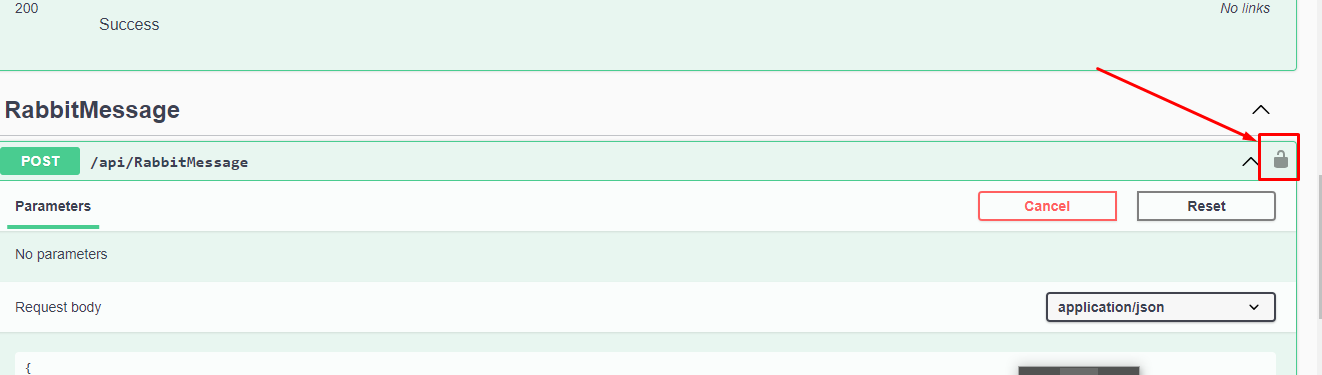 200
No links
Success
RabbitMessage
POST /api/RabbitMessage
Parameters
Cancel
Reset
No parameters
Request body
application/json
{